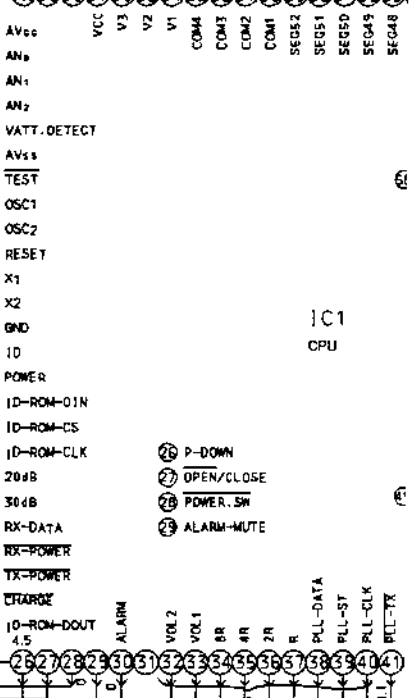 VCC V3 V2 V1 COM4 COM3 COM2 COM1 SEG52 SEG51 SEG50 SEG49 SEG48
AVcc
AN0
AN1
AN2
VATT.DETECT
AVss
TEST
OSC1
OSC2
RESET
X1
X2
GND
IC1
ID
CPU
POWER
ID-ROM-DIN
ID-ROM-CS
ID-ROM-CLK 26 P-DOWN
20dB 27 OPEN/CLOSE
30dB 28 POWER.SW
RX-DATA 29 ALARM-MUTE
RX-POWER
TX-POWER
CHARGE
ID-ROM-DOUT ALARM VOL2 VOL1 8R 4R 2R R PLL-DATA PLL-ST PLL-CLK PLL-TX
4.5
26 27 28 29 30 31 32 33 34 35 36 37 38 39 40 41